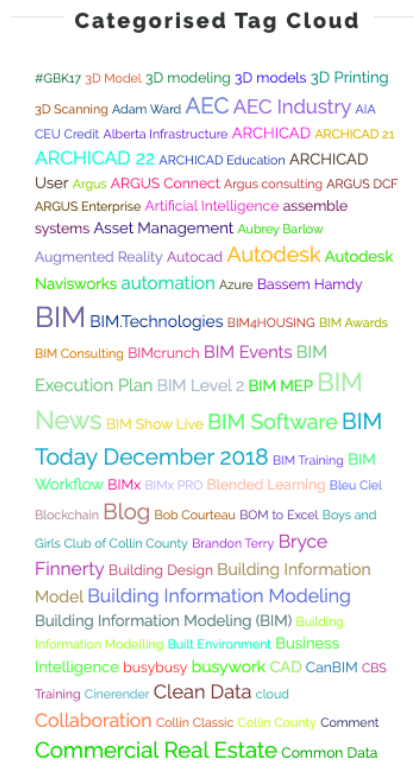 Categorised Tag Cloud
#GBK17 3D Model 3D modeling 3D models 3D Printing
3D Scanning Adam Ward AEC AEC Industry AIA
CEU Credit Alberta Infrastructure ARCHICAD ARCHICAD 21
ARCHICAD 22 ARCHICAD Education ARCHICAD
User Argus ARGUS Connect Argus consulting ARGUS DCF
ARGUS Enterprise Artificial Intelligence assemble
systems Asset Management Aubrey Barlow
Augmented Reality Autocad Autodesk Autodesk
Navisworks automation Azure Bassem Hamdy
BIM BIM.Technologies BIM4HOUSING BIM Awards
BIM Consulting BIMcrunch BIM Events BIM
Execution Plan BIM Level 2 BIM MEP BIM
News BIM Show Live BIM Software BIM
Today December 2018 BIM Training BIM
Workflow BIMx BIMx PRO Blended Learning Bleu Ciel
Blockchain Blog Bob Courteau BOM to Excel Boys and
Girls Club of Collin County Brandon Terry Bryce
Finnerty Building Design Building Information
Model Building Information Modeling
Building Information Modeling (BIM) Building
Information Modelling Built Environment Business
Intelligence busybusy busywork CAD CanBIM CBS
Training Cinerender Clean Data cloud
Collaboration Collin Classic Collin County Comment
Commercial Real Estate Common Data